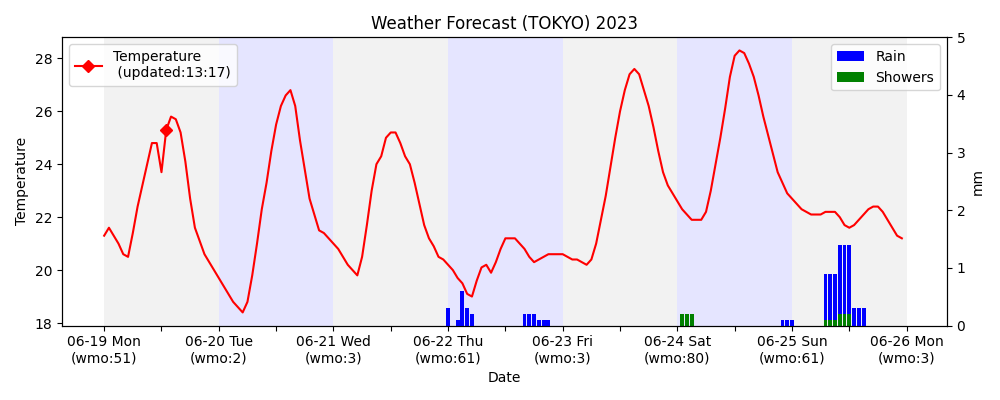 Weather Forecast (TOKYO) 2023
Temperature
(updated:13:17)
Rain
Showers
Temperature
28
26
24
22
20
18
5
4
3
2
1
0
mm
06-19 Mon
(wmo:51)
06-20 Tue
(wmo:2)
06-21 Wed
(wmo:3)
06-22 Thu
(wmo:61)
06-23 Fri
(wmo:3)
06-24 Sat
(wmo:80)
06-25 Sun
(wmo:61)
06-26 Mon
(wmo:3)
Date